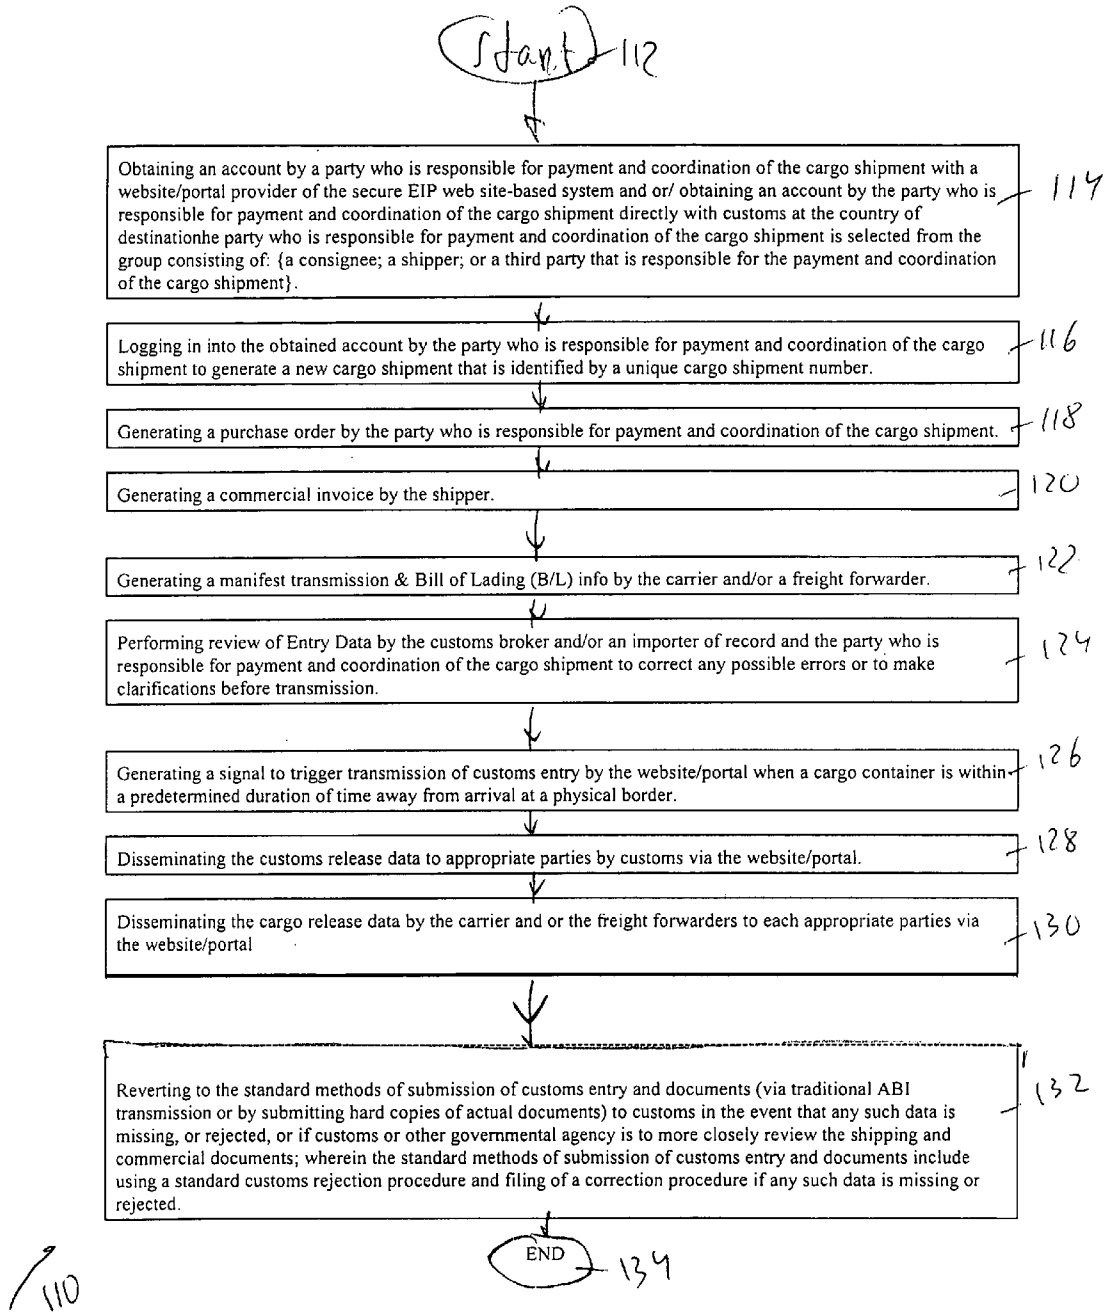 Start 112
Obtaining an account by a party who is responsible for payment and coordination of the cargo shipment with a
website/portal provider of the secure EIP web site-based system and or/ obtaining an account by the party who is
responsible for payment and coordination of the cargo shipment directly with customs at the country of
destinationhe party who is responsible for payment and coordination of the cargo shipment is selected from the
group consisting of: {a consignee; a shipper; or a third party that is responsible for the payment and coordination
of the cargo shipment}.
114
Logging in into the obtained account by the party who is responsible for payment and coordination of the cargo
shipment to generate a new cargo shipment that is identified by a unique cargo shipment number.
116
Generating a purchase order by the party who is responsible for payment and coordination of the cargo shipment.
118
Generating a commercial invoice by the shipper.
120
Generating a manifest transmission & Bill of Lading (B/L) info by the carrier and/or a freight forwarder.
122
Performing review of Entry Data by the customs broker and/or an importer of record and the party who is
responsible for payment and coordination of the cargo shipment to correct any possible errors or to make
clarifications before transmission.
124
Generating a signal to trigger transmission of customs entry by the website/portal when a cargo container is within
a predetermined duration of time away from arrival at a physical border.
126
Disseminating the customs release data to appropriate parties by customs via the website/portal.
128
Disseminating the cargo release data by the carrier and or the freight forwarders to each appropriate parties via
the website/portal
130
Reverting to the standard methods of submission of customs entry and documents (via traditional ABI
transmission or by submitting hard copies of actual documents) to customs in the event that any such data is
missing, or rejected, or if customs or other governmental agency is to more closely review the shipping and
commercial documents; wherein the standard methods of submission of customs entry and documents include
using a standard customs rejection procedure and filing of a correction procedure if any such data is missing or
rejected.
132
END 134
110